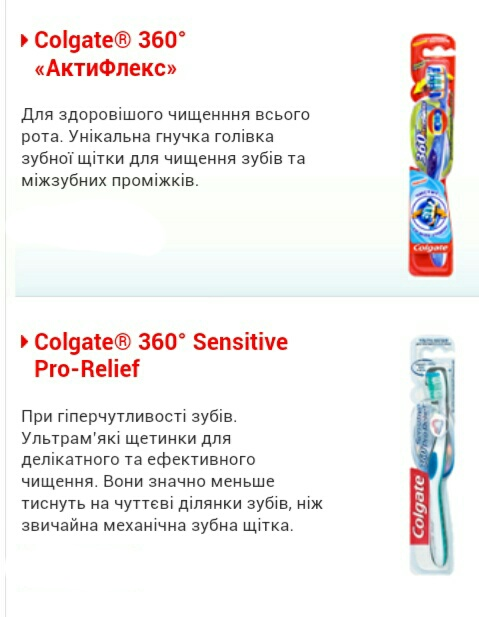 Colgate® 360°
«АктиФлекс»
Для здоровішого чищенння всього
рота. Унікальна гнучка голівка
зубної щітки для чищення зубів та
міжзубних проміжків.
360°
Colgate
Colgate® 360° Sensitive
Pro-Relief
При гіперчутливості зубів.
Ультрам'які щетинки для
делікатного та ефективного
чищення. Вони значно меньше
тиснуть на чуттєві ділянки зубів, ніж
звичайна механічна зубна щітка.
Sensitive
Colgate